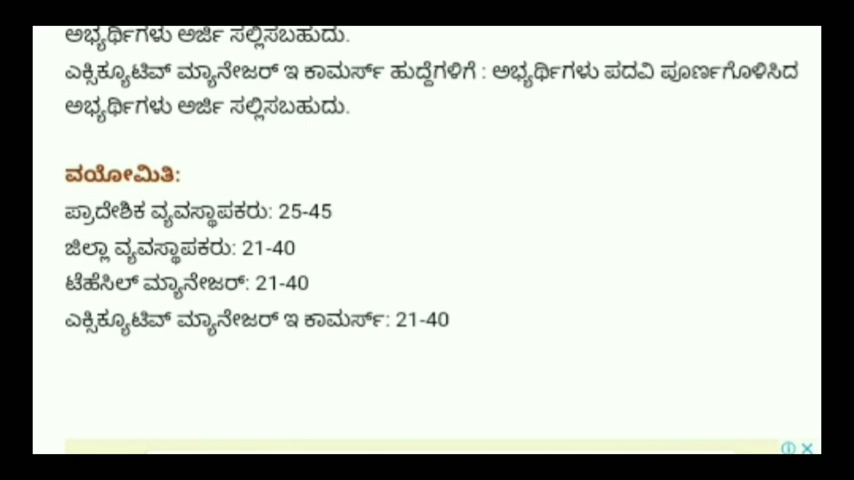 ಅಭ್ಯರ್ಥಿಗಳು ಅರ್ಜಿ ಸಲ್ಲಿಸಬಹುದು.
ಎಕ್ಸಿಕ್ಯೂಟಿವ್ ಮ್ಯಾನೇಜರ್ ಇ ಕಾಮರ್ಸ್ ಹುದ್ದೆಗಳಿಗೆ : ಅಭ್ಯರ್ಥಿಗಳು ಪದವಿ ಪೂರ್ಣಗೊಳಿಸಿದ
ಅಭ್ಯರ್ಥಿಗಳು ಅರ್ಜಿ ಸಲ್ಲಿಸಬಹುದು.
ವಯೋಮಿತಿ:
ಪ್ರಾದೇಶಿಕ ವ್ಯವಸ್ಥಾಪಕರು: 25-45
ಜಿಲ್ಲಾ ವ್ಯವಸ್ಥಾಪಕರು: 21-40
ಟೆಹೆಸಿಲ್ ಮ್ಯಾನೇಜರ್: 21-40
ಎಕ್ಸಿಕ್ಯೂಟಿವ್ ಮ್ಯಾನೇಜರ್ ಇ ಕಾಮರ್ಸ್: 21-40